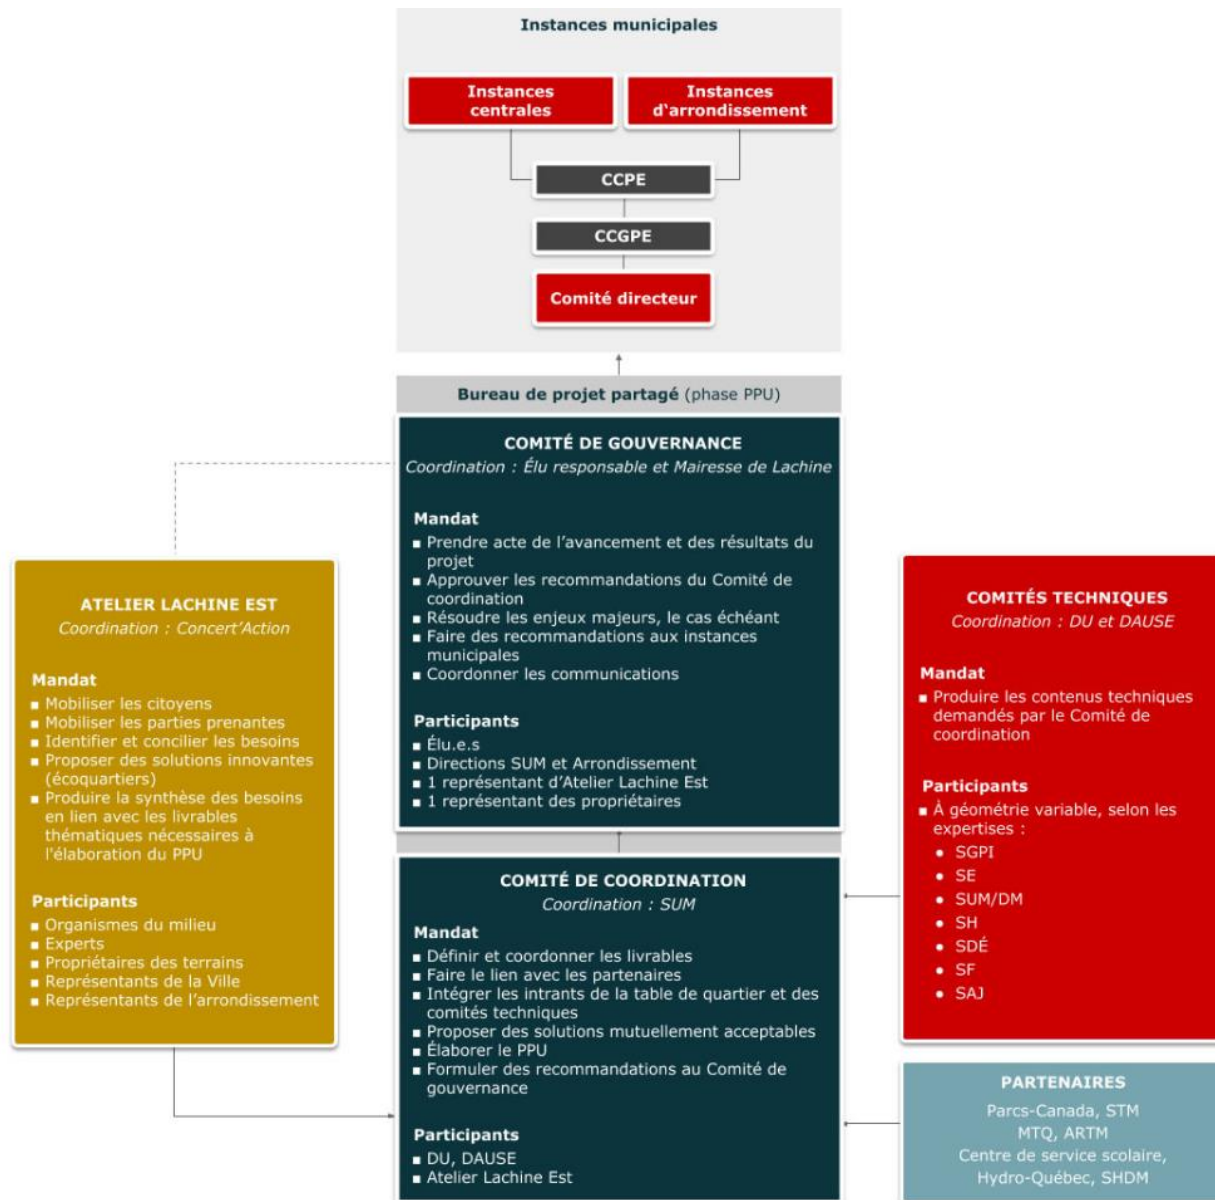 Instances municipales
Instances
centrales
Instances
d'arrondissement
CCPE
CCGPE
Comité directeur
Bureau de projet partagé (phase PPU)
COMITÉ DE GOUVERNANCE
Coordination : Élu responsable et Mairesse de Lachine
Mandat
▪ Prendre acte de l'avancement et des résultats du
projet
▪ Approuver les recommandations du Comité de
coordination
▪ Résoudre les enjeux majeurs, le cas échéant
▪ Faire des recommandations aux instances
municipales
▪ Coordonner les communications
Participants
▪ Élu.e.s
▪ Directions SUM et Arrondissement
▪ 1 représentant d'Atelier Lachine Est
▪ 1 représentant des propriétaires
ATELIER LACHINE EST
Coordination : Concert'Action
Mandat
▪ Mobiliser les citoyens
▪ Mobiliser les parties prenantes
▪ Identifier et concilier les besoins
▪ Proposer des solutions innovantes
(écoquartiers)
▪ Produire la synthèse des besoins
en lien avec les livrables
thématiques nécessaires à
l'élaboration du PPU
Participants
▪ Organismes du milieu
▪ Experts
▪ Propriétaires des terrains
▪ Représentants de la Ville
▪ Représentants de l'arrondissement
COMITÉ DE COORDINATION
Coordination : SUM
Mandat
▪ Définir et coordonner les livrables
▪ Faire le lien avec les partenaires
▪ Intégrer les intrants de la table de quartier et des
comités techniques
▪ Proposer des solutions mutuellement acceptables
▪ Élaborer le PPU
▪ Formuler des recommandations au Comité de
gouvernance
Participants
▪ DU, DAUSE
▪ Atelier Lachine Est
COMITÉS TECHNIQUES
Coordination : DU et DAUSE
Mandat
▪ Produire les contenus techniques
demandés par le Comité de
coordination
Participants
▪ À géométrie variable, selon les
expertises :
• SGPI
• SE
• SUM/DM
• SH
• SDÉ
• SF
• SAJ
PARTENAIRES
Parcs-Canada, STM
MTQ, ARTM
Centre de service scolaire,
Hydro-Québec, SHDM